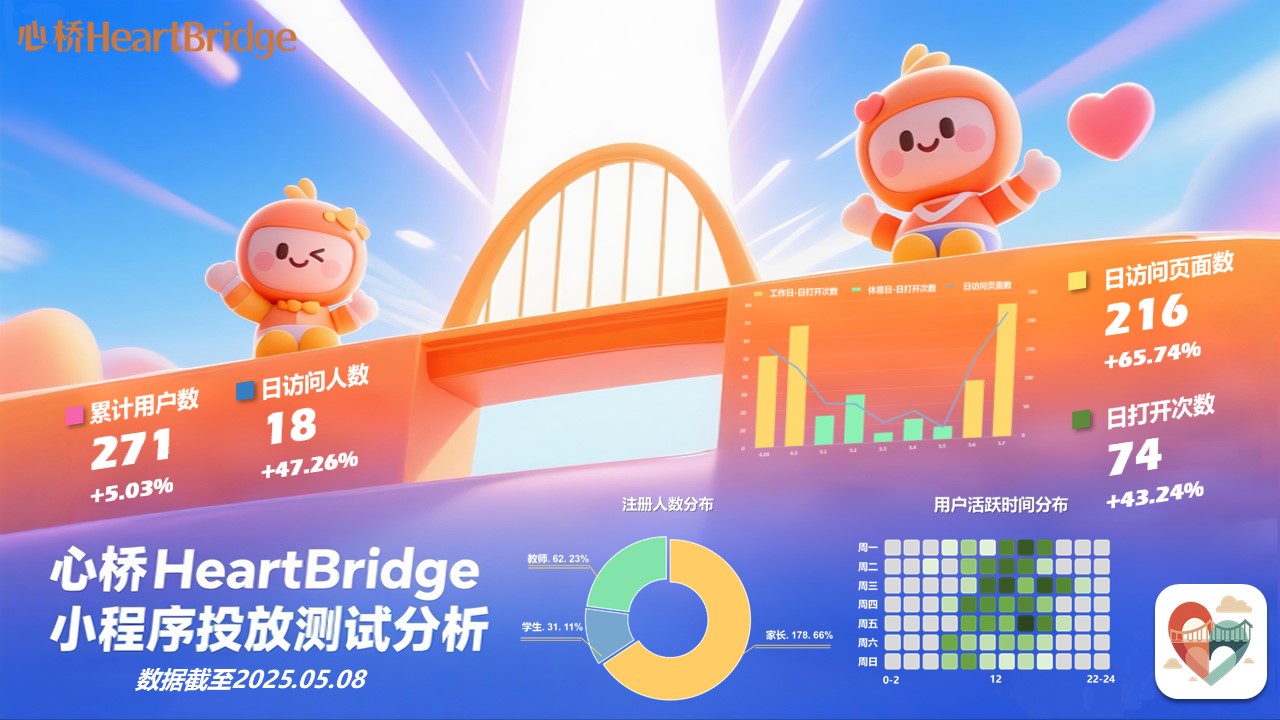 心桥HeartBridge
累计用户数
271
+5.03%
日访问人数
18
+47.26%
工作日-日打开次数
休息日-日打开次数
日访问页面数
日访问页面数
216
+65.74%
日打开次数
74
+43.24%
心桥HeartBridge
小程序投放测试分析
数据截至2025.05.08
注册人数分布
教师. 62. 23%
学生. 31. 11%
家长. 178. 66%
用户活跃时间分布
周一
周二
周三
周四
周五
周六
周日
0-2
12
22-24